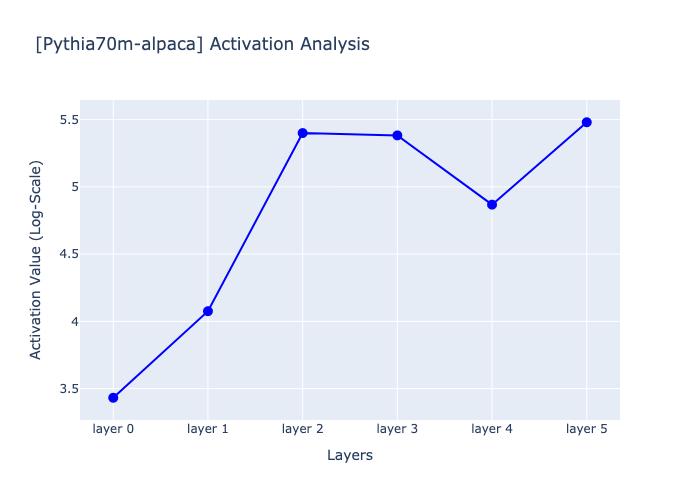 [Pythia70m-alpaca] Activation Analysis
Activation Value (Log-Scale)
5.5
5
4.5
4
3.5
layer 0 layer 1 layer 2 layer 3 layer 4 layer 5
Layers